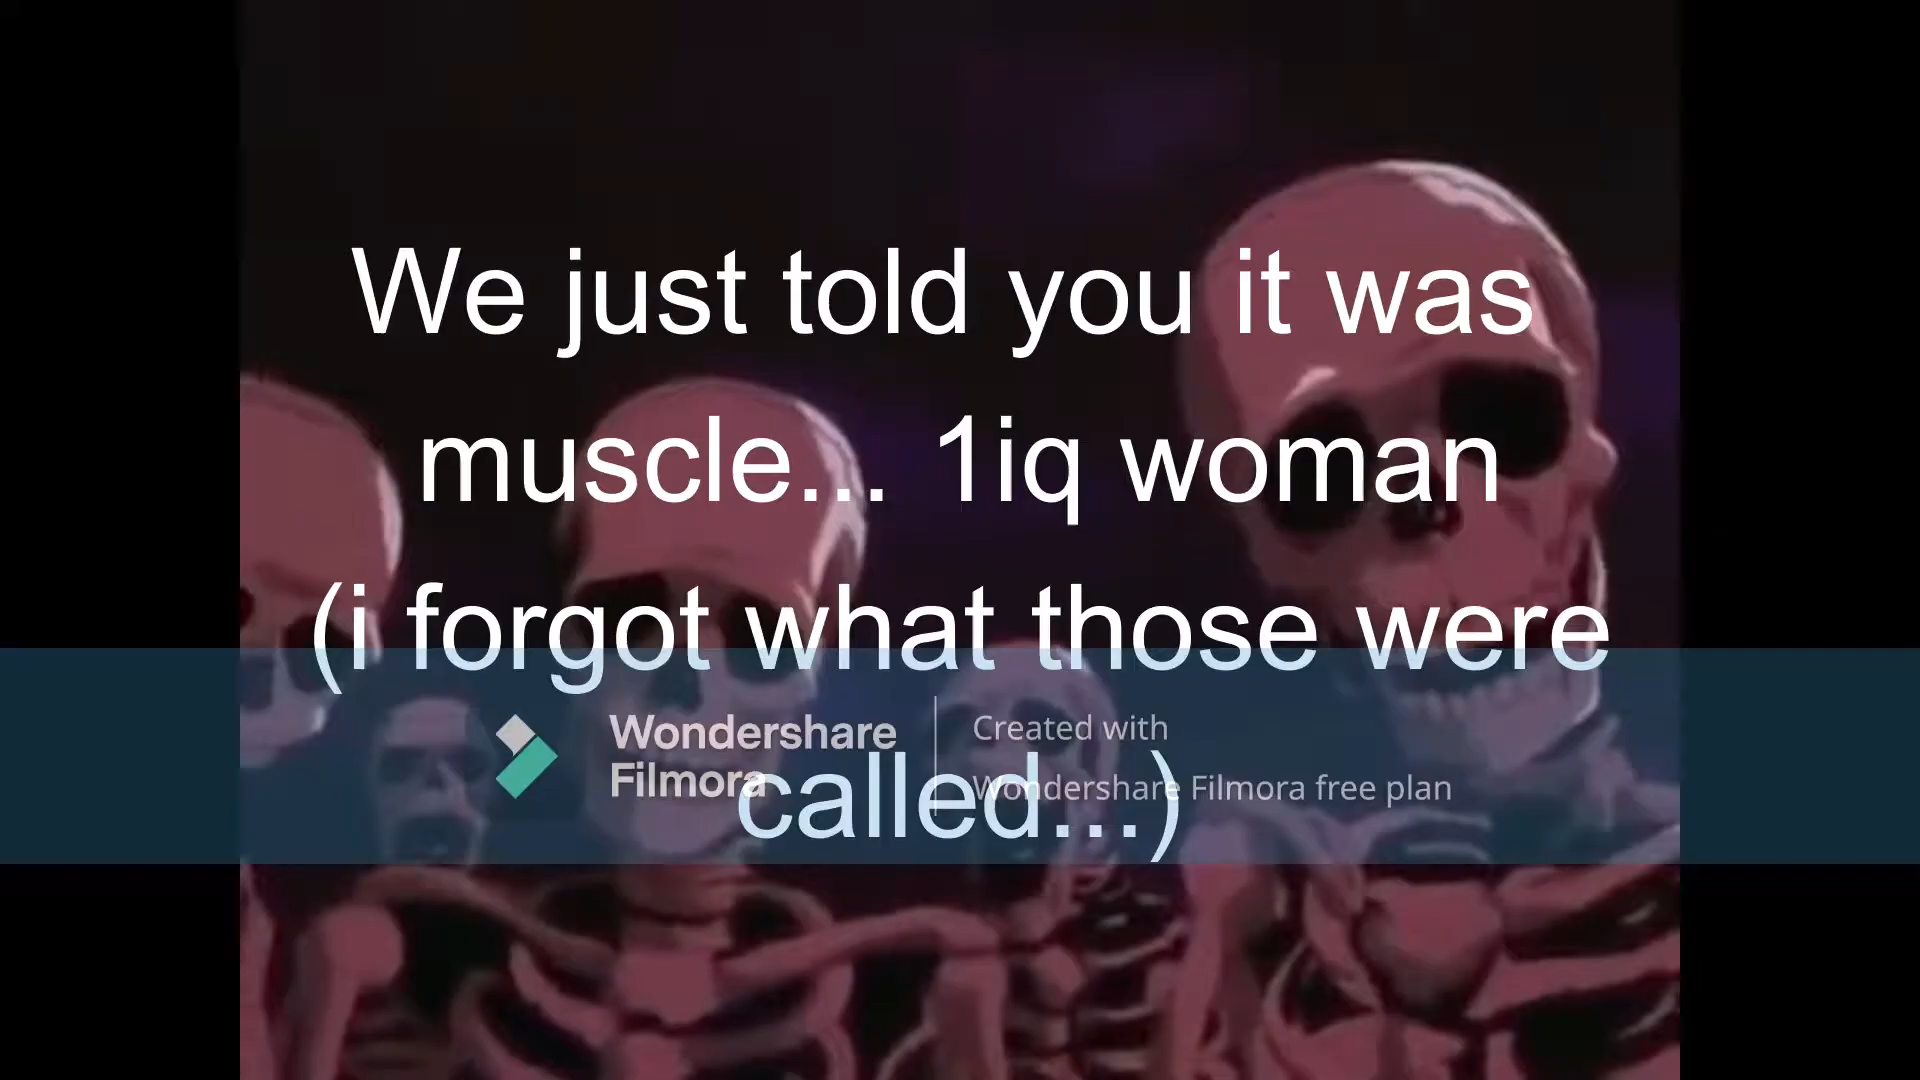 We just told you it was
muscle... 1iq woman
(i forgot what those were
called...)
Wondershare
Filmora
Created with
Wondershare Filmora free plan